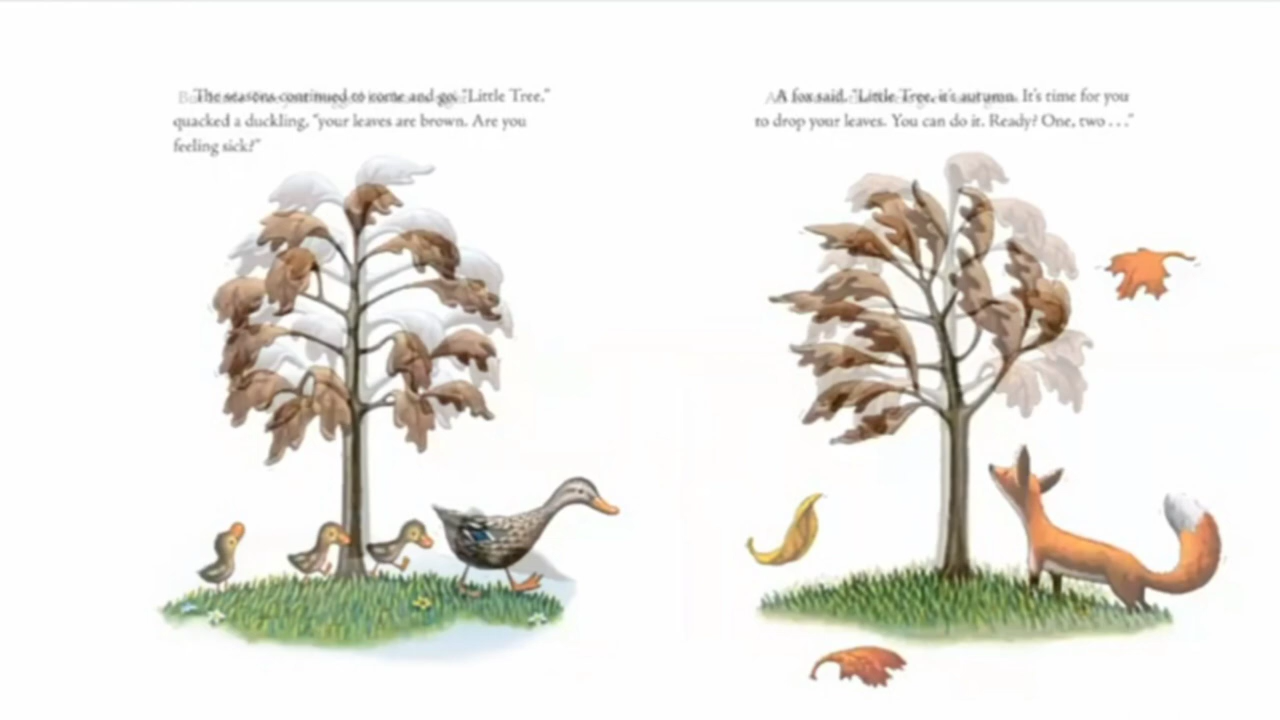 The seasons continued to come and go. "Little Tree,"
quacked a duckling, "your leaves are brown. Are you
feeling sick?"
A fox said, "Little Tree, it's autumn. It's time for you
to drop your leaves. You can do it. Ready? One, two . . ."